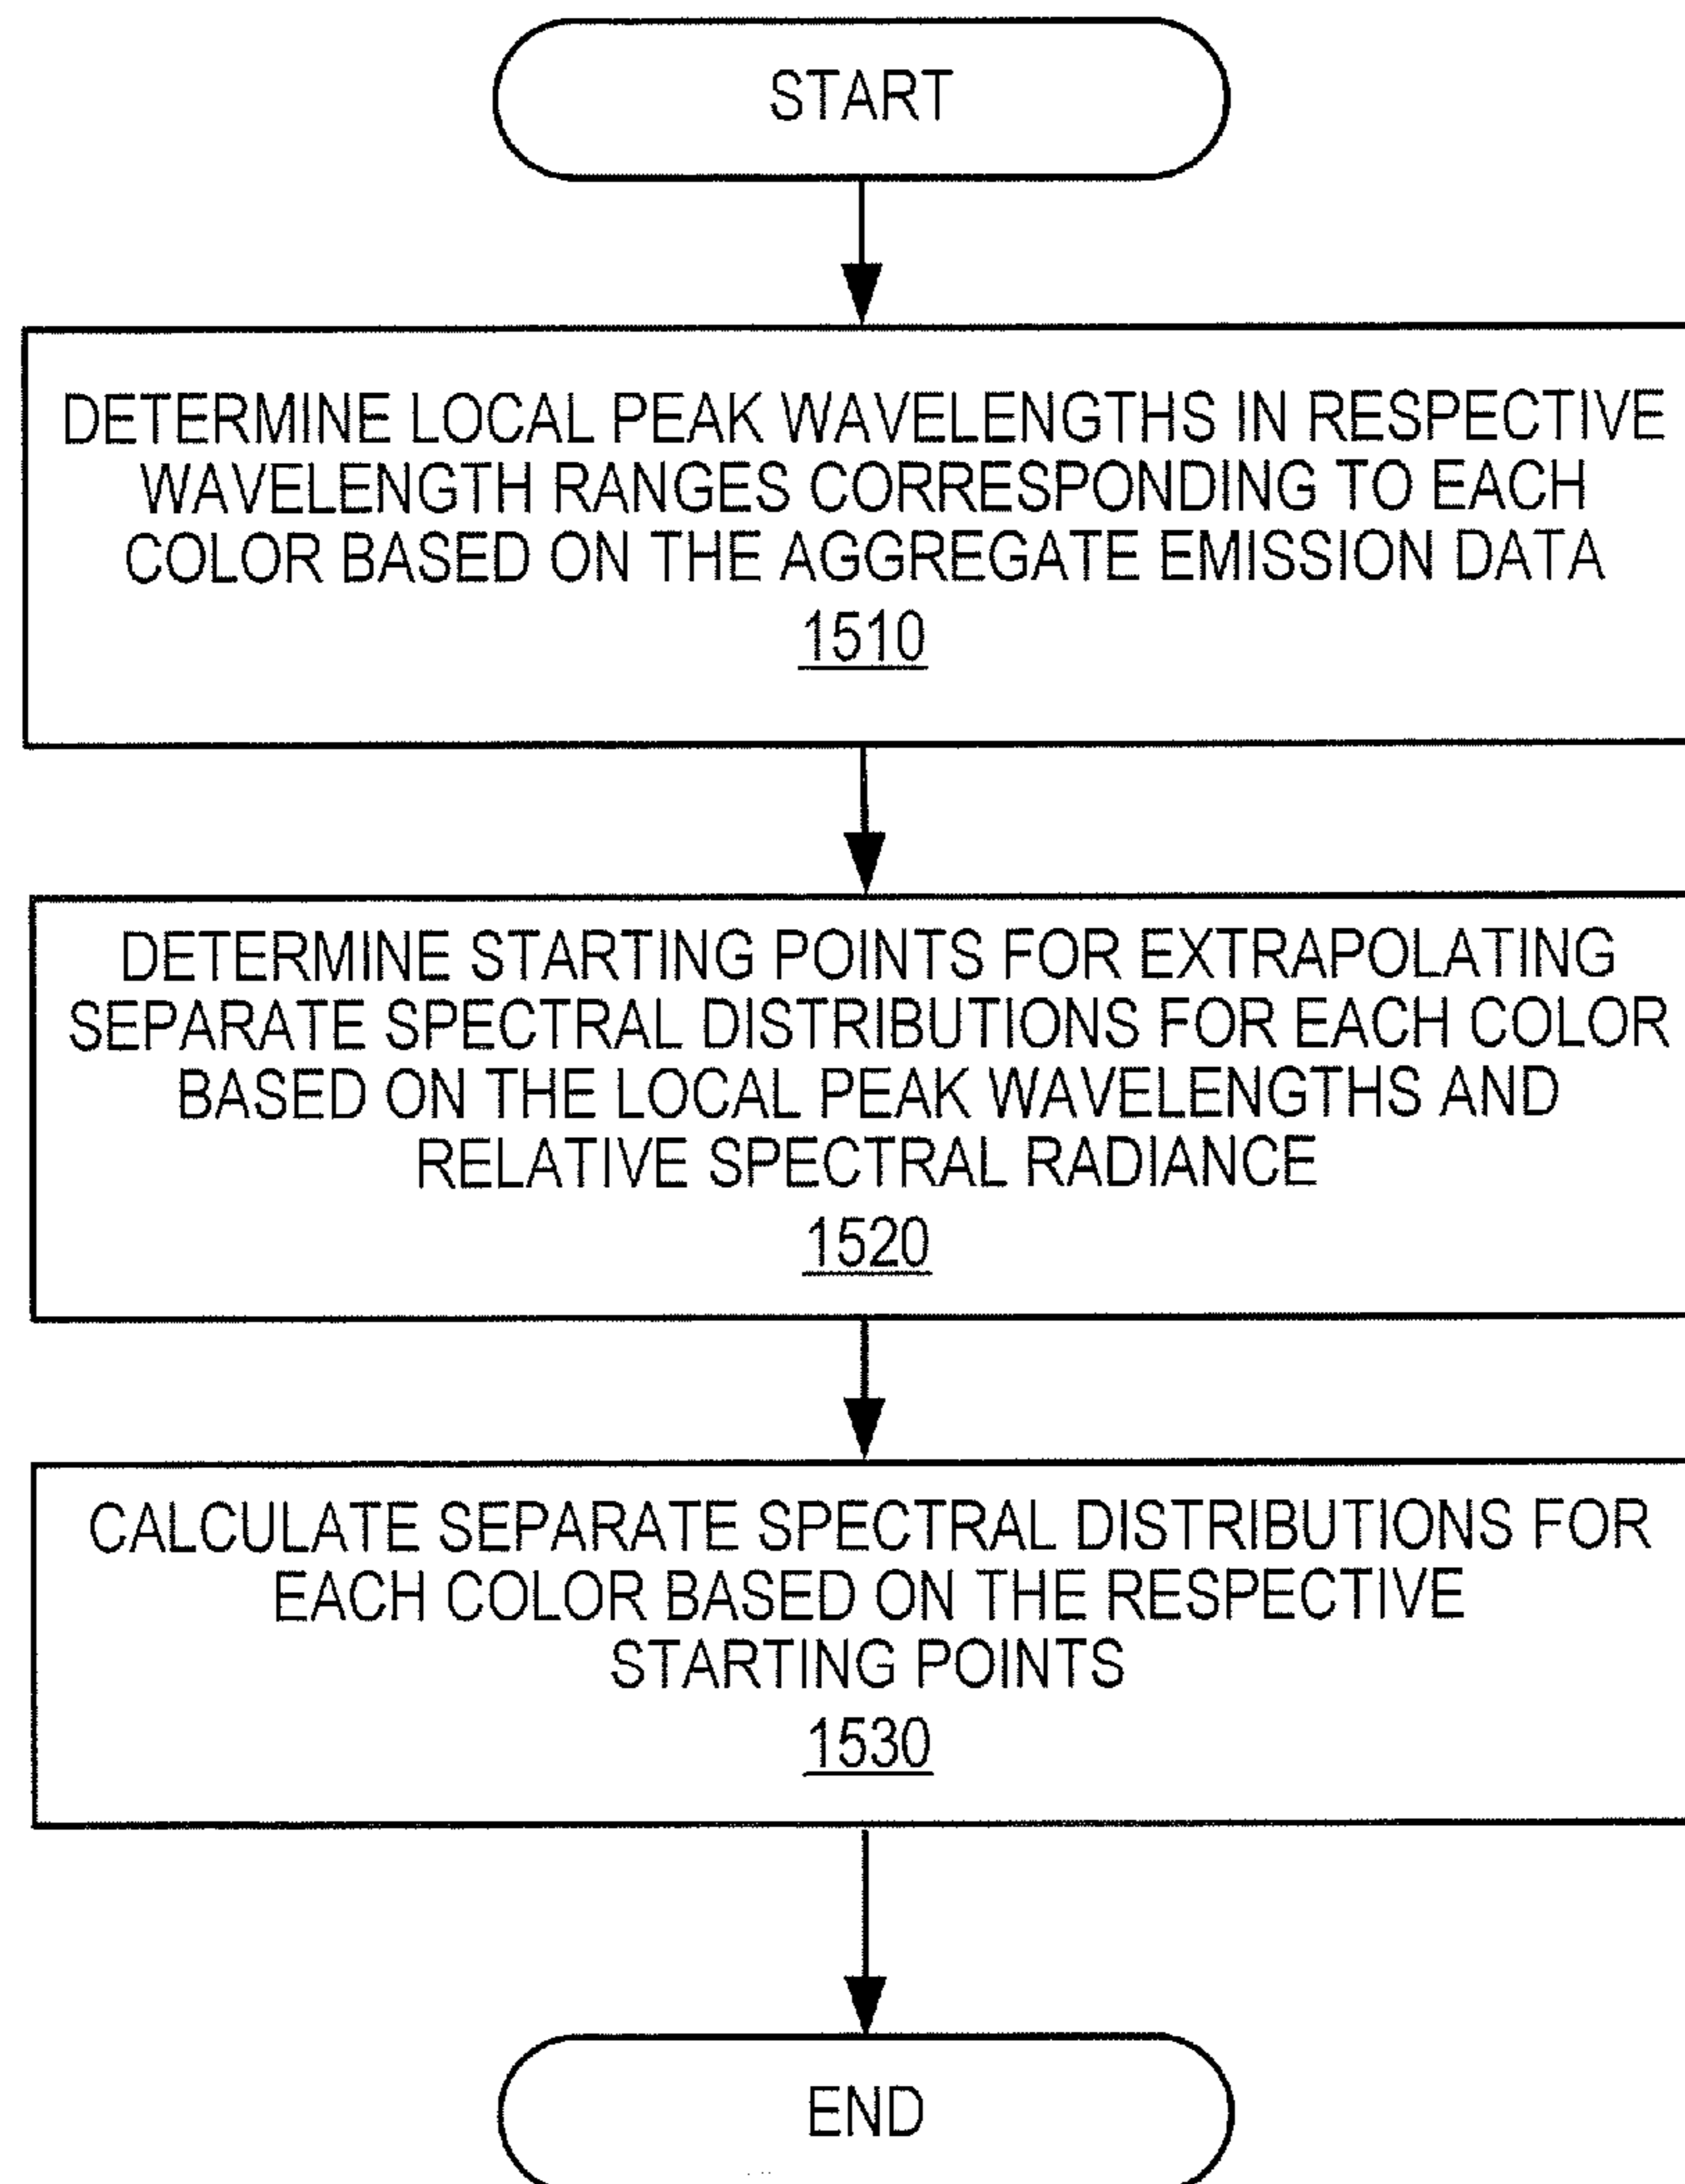 START
DETERMINE LOCAL PEAK WAVELENGTHS IN RESPECTIVE
WAVELENGTH RANGES CORRESPONDING TO EACH
COLOR BASED ON THE AGGREGATE EMISSION DATA
1510
DETERMINE STARTING POINTS FOR EXTRAPOLATING
SEPARATE SPECTRAL DISTRIBUTIONS FOR EACH COLOR
BASED ON THE LOCAL PEAK WAVELENGTHS AND
RELATIVE SPECTRAL RADIANCE
1520
CALCULATE SEPARATE SPECTRAL DISTRIBUTIONS FOR
EACH COLOR BASED ON THE RESPECTIVE
STARTING POINTS
1530
END